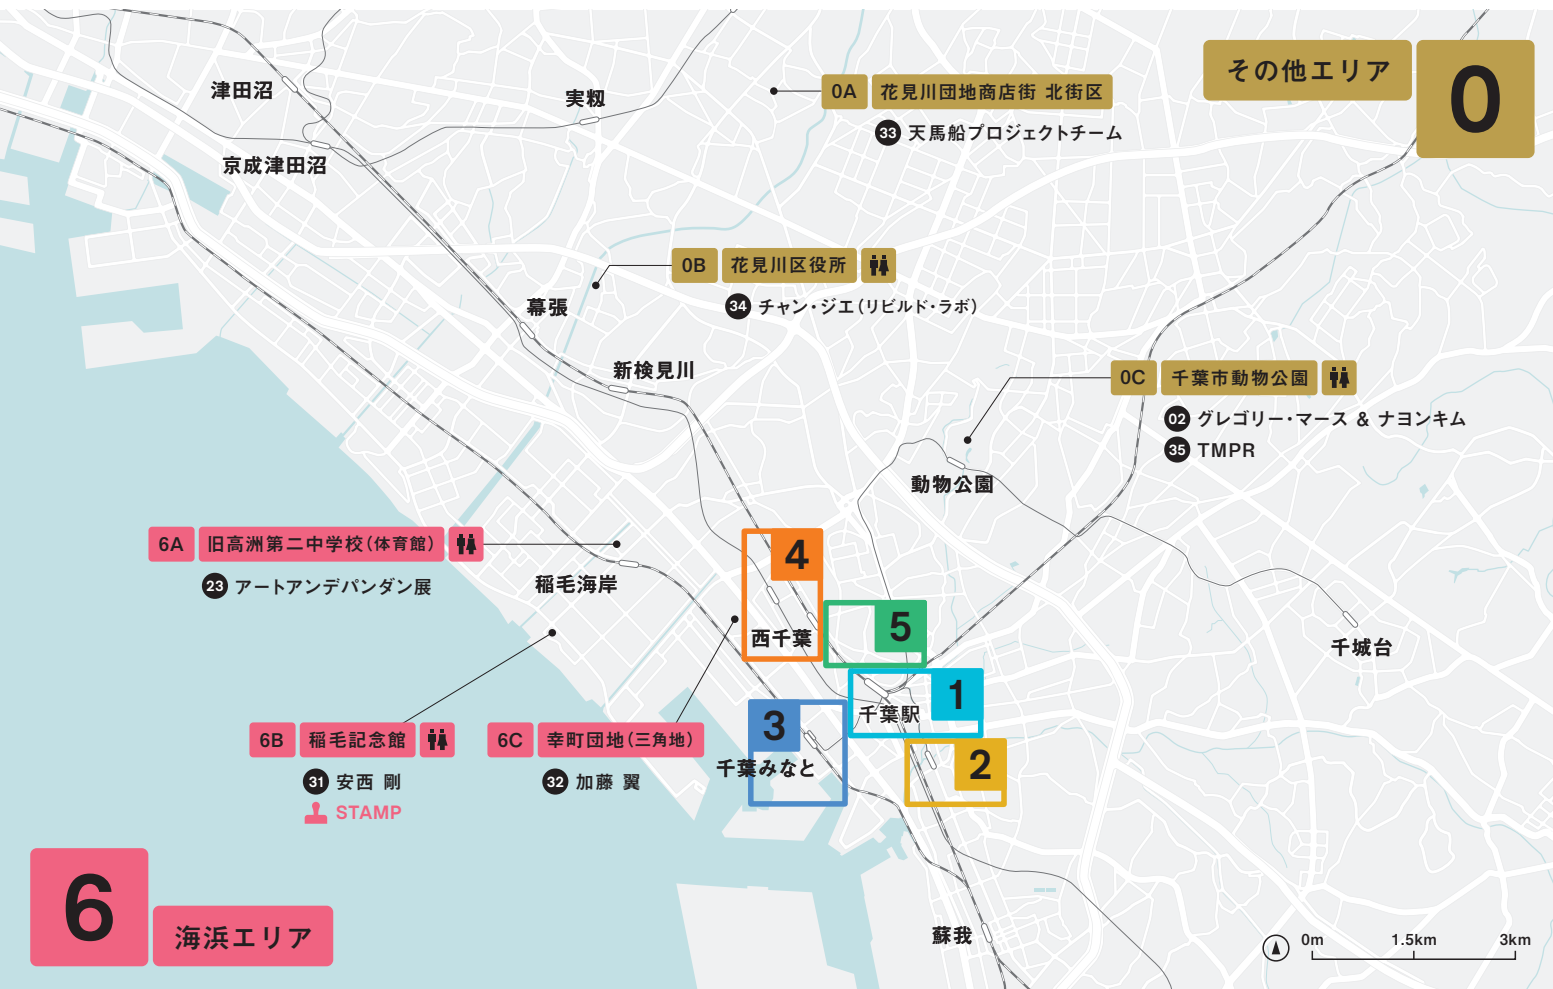 その他エリア
0
津田沼
実籾
京成津田沼
0A 花見川団地商店街 北街区
33 天馬船プロジェクトチーム
0B 花見川区役所
34 チャン・ジエ（リビルド・ラボ）
幕張
新検見川
0C 千葉市動物公園
02 グレゴリー・マース ＆ ナヨンキム
35 TMPR
動物公園
6A 旧高洲第二中学校（体育館）
23 アートアンデパンダン展
稲毛海岸
4
西千葉
5
千城台
1
千葉駅
6B 稲毛記念館
31 安西 剛
STAMP
6C 幸町団地（三角地）
32 加藤 翼
3
千葉みなと
2
6
海浜エリア
蘇我
0m 1.5km 3km